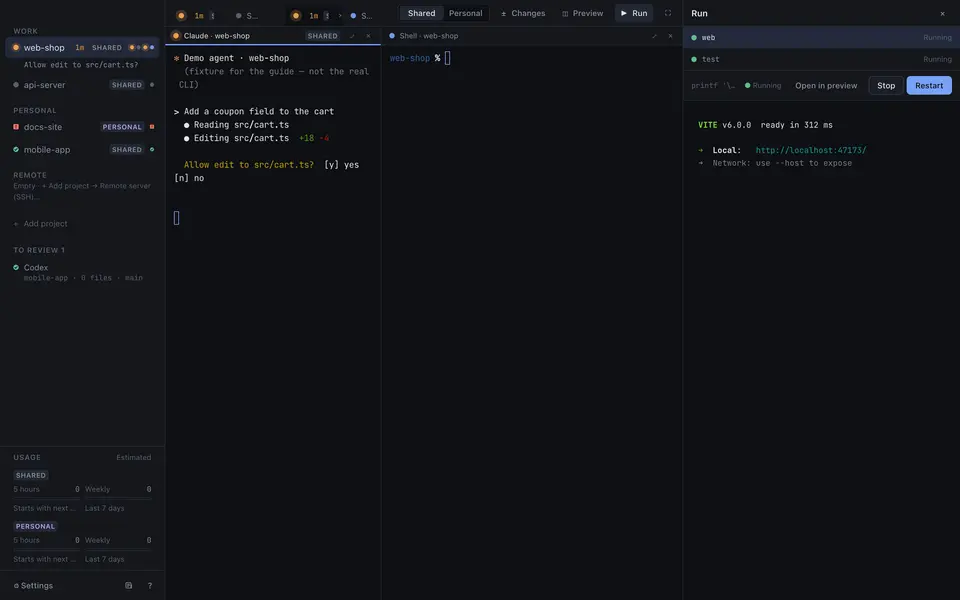 WORK
web-shop 1m SHARED
Allow edit to src/cart.ts?
api-server SHARED
PERSONAL
docs-site PERSONAL
mobile-app SHARED
REMOTE
Empty · + Add project → Remote server (SSH)…
+ Add project
TO REVIEW 1
Codex
mobile-app · 0 files · main
USAGE Estimated
SHARED
5 hours 0 Weekly 0
Starts with next … Last 7 days
PERSONAL
5 hours 0 Weekly 0
Starts with next … Last 7 days
Settings ?
1m S… 1m › S…
Shared Personal ± Changes Preview ▶ Run
Claude · web-shop SHARED
✻ Demo agent · web-shop
(fixture for the guide — not the real
CLI)
> Add a coupon field to the cart
● Reading src/cart.ts
● Editing src/cart.ts +18 -4
Allow edit to src/cart.ts? [y] yes
[n] no
Shell · web-shop
web-shop %
Run ×
web Running
test Running
printf '\… Running Open in preview Stop Restart
VITE v6.0.0 ready in 312 ms
➜ Local: http://localhost:47173/
➜ Network: use --host to expose